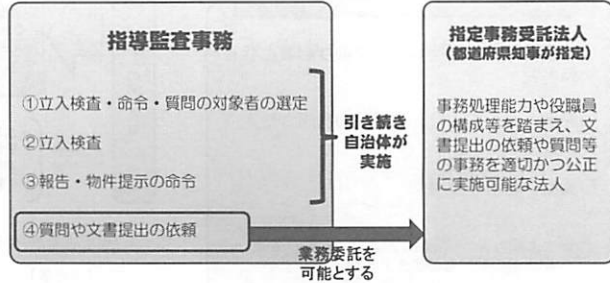 指導監査事務
①立入検査・命令・質問の対象者の選定
②立入検査
③報告・物件提示の命令
④質問や文書提出の依頼
引き続き
自治体が
実施
業務委託を
可能とする
指定事務受託法人
(都道府県知事が指定)
事務処理能力や役職員
の構成等を踏まえ、文
書提出の依頼や質問等
の事務を適切かつ公正
に実施可能な法人